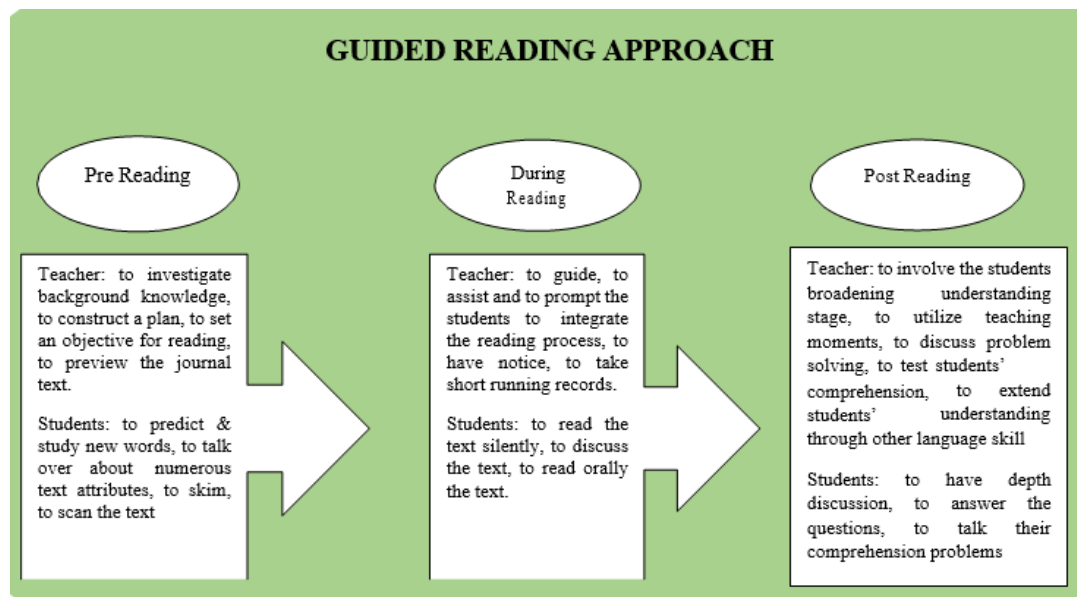 GUIDED READING APPROACH
Pre Reading
Teacher: to investigate
background knowledge,
to construct a plan, to set
an objective for reading,
to preview the journal
text.
Students: to predict &
study new words, to talk
over about numerous
text attributes, to skim,
to scan the text
During
Reading
Teacher: to guide, to
assist and to prompt the
students to integrate
the reading process, to
have notice, to take
short running records.
Students: to read the
text silently, to discuss
the text, to read orally
the text.
Post Reading
Teacher: to involve the students
broadening understanding
stage, to utilize teaching
moments, to discuss problem
solving, to test students’
comprehension, to extend
students’ understanding
through other language skill
Students: to have depth
discussion, to answer the
questions, to talk their
comprehension problems